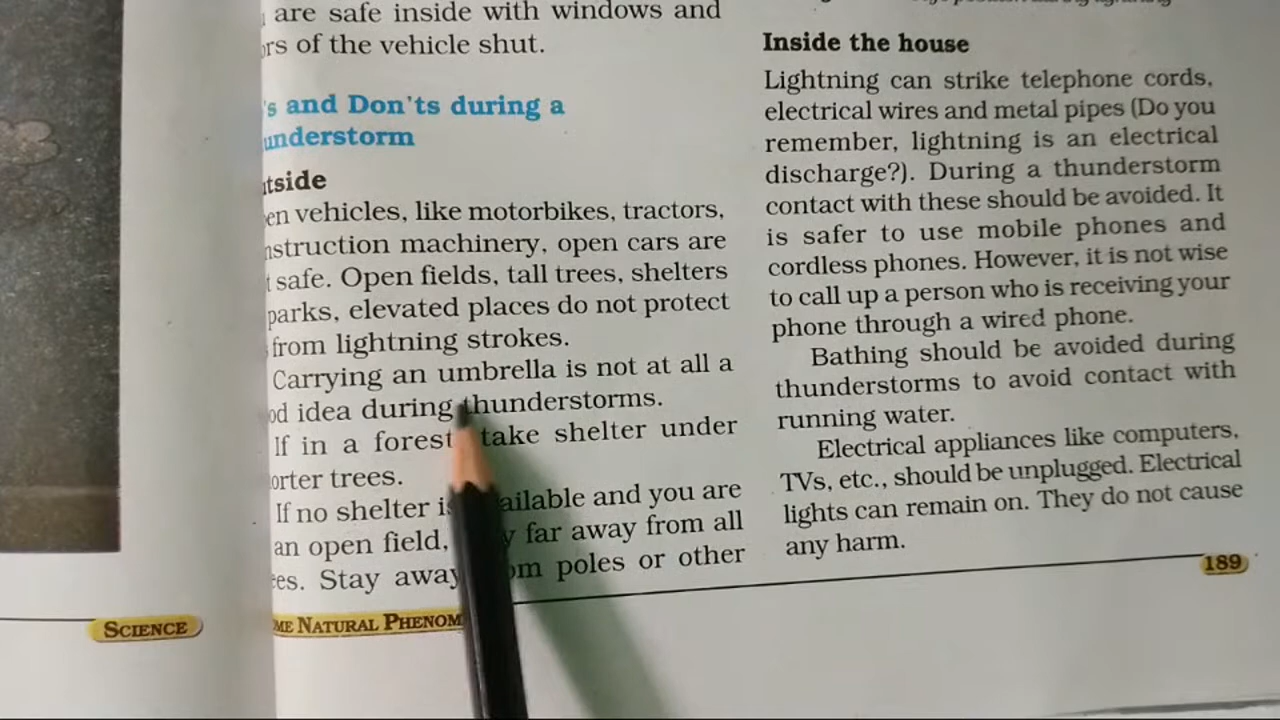 are safe inside with windows and
ors of the vehicle shut.
's and Don'ts during a
understorm
tside
en vehicles, like motorbikes, tractors,
nstruction machinery, open cars are
t safe. Open fields, tall trees, shelters
parks, elevated places do not protect
from lightning strokes.
Carrying an umbrella is not at all a
od idea during thunderstorms.
If in a forest take shelter under
orter trees.
If no shelter is ailable and you are
an open field, y far away from all
es. Stay away om poles or other
SCIENCE
ME NATURAL PHENOM
Inside the house
Lightning can strike telephone cords,
electrical wires and metal pipes (Do you
remember, lightning is an electrical
discharge?). During a thunderstorm
contact with these should be avoided. It
is safer to use mobile phones and
cordless phones. However, it is not wise
to call up a person who is receiving your
phone through a wired phone.
Bathing should be avoided during
thunderstorms to avoid contact with
running water.
Electrical appliances like computers,
TVs, etc., should be unplugged. Electrical
lights can remain on. They do not cause
any harm.
189